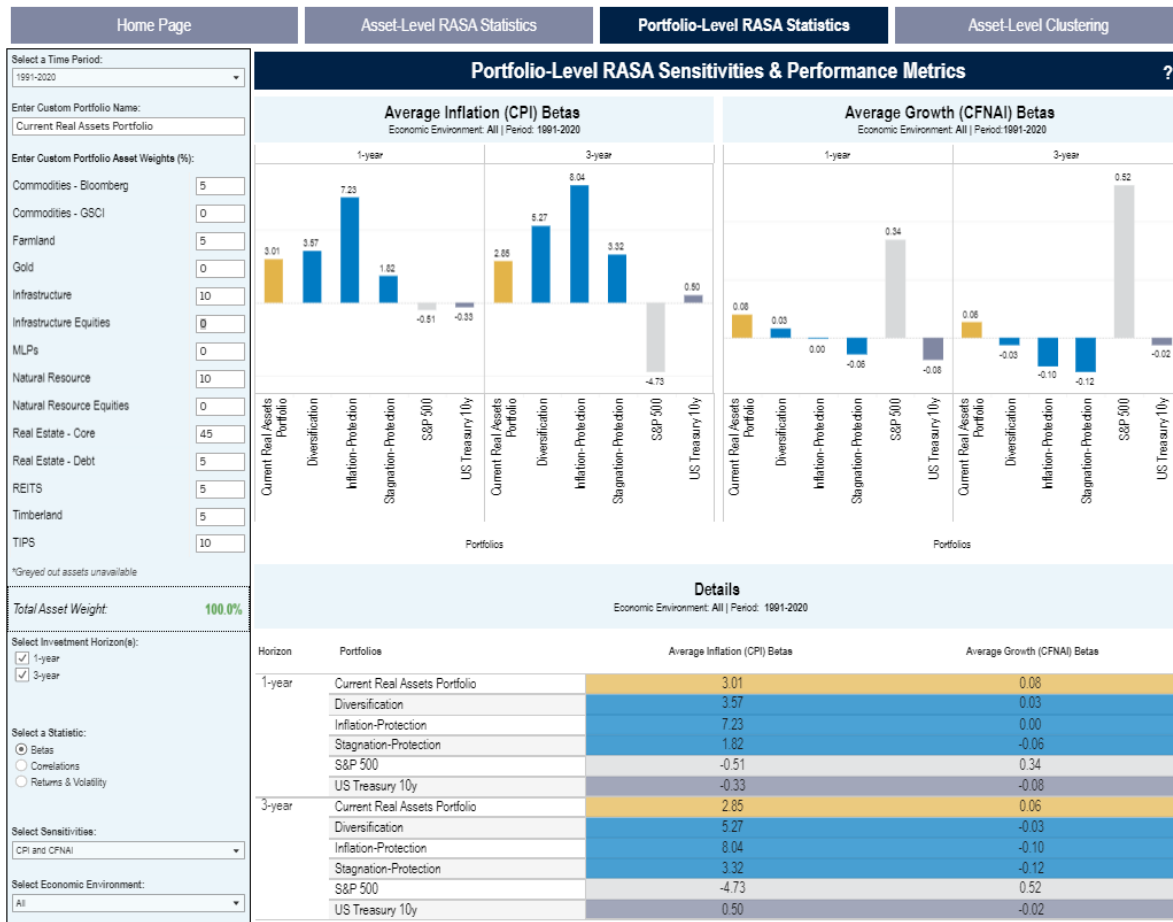 Home Page
Asset-Level RASA Statistics
Portfolio-Level RASA Statistics
Asset-Level Clustering
Select a Time Period:
1991-2020
Enter Custom Portfolio Name:
Current Real Assets Portfolio
Enter Custom Portfolio Asset Weights (%):
Commodities - Bloomberg 5
Commodities - GSCI 0
Farmland 5
Gold 0
Infrastructure 10
Infrastructure Equities 0
MLPs 0
Natural Resource 10
Natural Resource Equities 0
Real Estate - Core 45
Real Estate - Debt 5
REITS 5
Timberland 5
TIPS 10
*Greyed out assets unavailable
Total Asset Weight: 100.0%
Select Investment Horizon(s):
1-year
3-year
Select a Statistic:
Betas
Correlations
Returns & Volatility
Select Sensitivities:
CPI and CFNAI
Select Economic Environment:
All
Portfolio-Level RASA Sensitivities & Performance Metrics ?
Average Inflation (CPI) Betas
Economic Environment: All | Period: 1991-2020
1-year 3-year
3.01
3.57
7.23
1.82
-0.51
-0.33
2.85
5.27
8.04
3.32
-4.73
0.50
Current Real Assets
Portfolio
Diversification
Inflation-Protection
Stagnation-Protection
S&P 500
US Treasury 10y
Current Real Assets
Portfolio
Diversification
Inflation-Protection
Stagnation-Protection
S&P 500
US Treasury 10y
Portfolios
Average Growth (CFNAI) Betas
Economic Environment: All | Period:1991-2020
1-year 3-year
0.08
0.03
0.00
-0.06
0.34
-0.08
0.06
-0.03
-0.10
-0.12
0.52
-0.02
Current Real Assets
Portfolio
Diversification
Inflation-Protection
Stagnation-Protection
S&P 500
US Treasury 10y
Current Real Assets
Portfolio
Diversification
Inflation-Protection
Stagnation-Protection
S&P 500
US Treasury 10y
Portfolios
Details
Economic Environment: All | Period: 1991-2020
Horizon Portfolios Average Inflation (CPI) Betas Average Growth (CFNAI) Betas
1-year Current Real Assets Portfolio 3.01 0.08
Diversification 3.57 0.03
Inflation-Protection 7.23 0.00
Stagnation-Protection 1.82 -0.06
S&P 500 -0.51 0.34
US Treasury 10y -0.33 -0.08
3-year Current Real Assets Portfolio 2.85 0.06
Diversification 5.27 -0.03
Inflation-Protection 8.04 -0.10
Stagnation-Protection 3.32 -0.12
S&P 500 -4.73 0.52
US Treasury 10y 0.50 -0.02